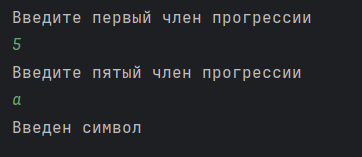 Введите первый член прогрессии
5
Введите пятый член прогрессии
а
Введен символ